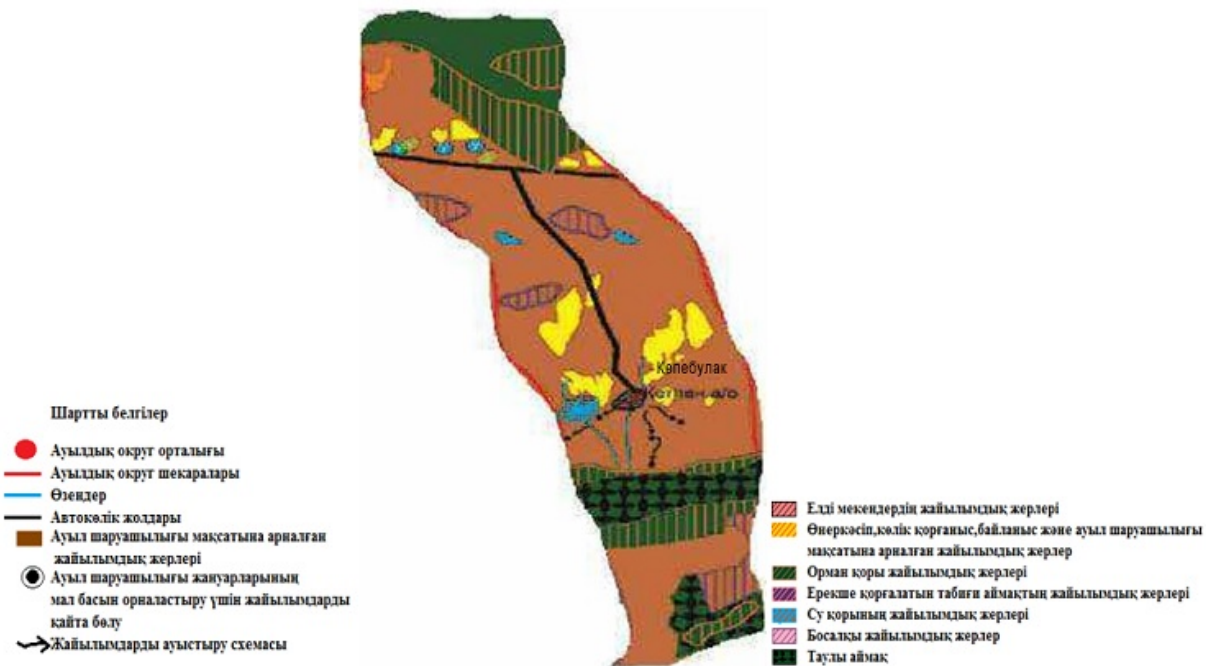 Көпебулак
Кетпен а/о
Шартты белгілер
Ауылдық округ орталығы
Ауылдық округ шекаралары
Өзендер
Автокөлік жолдары
Ауыл шаруашылығы мақсатына арналған
жайылымдық жерлері
Ауыл шаруашылығы жануарларының
мал басын орналастыру үшін жайылымдарды
қайта бөлу
Жайылымдарды ауыстыру схемасы
Елді мекендердің жайылымдық жерлері
Өнеркәсіп,көлік қорғаныс,байланыс және ауыл шаруашылығы
мақсатына арналған жайылымдық жерлер
Орман қоры жайылымдық жерлері
Ерекше қорғалатын табиғи аймақтың жайылымдық жерлері
Су қорының жайылымдық жерлері
Босалқы жайылымдық жерлер
Таулы аймақ